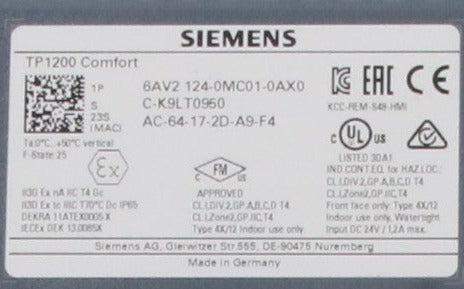 SIEMENS
TP1200 Comfort
1P 6AV2 124-0MC01-0AX0
S C-K9LT0950
23S (MAC) AC-64-17-2D-A9-F4
KCC-REM-S49-HMI
Ta:0°C..+50°C vertical
F-State: 25
Ex
FM
C UL US
LISTED 30A1
IND.CONT.EQ. for HAZ.LOC.:
II3G Ex nA IIC T4 Gc
II3D Ex tc IIIC T70°C Dc IP65
DEKRA 11ATEX0005 X
IECEx DEK 13.0085X
APPROVED
CL.I,DIV.2,GP.A,B,C,D T4
CL.I,Zone2,GP.IIC,T4
Type 4X/12 Indoor use only
CL.I,DIV.2,GP.A,B,C,D T4
CL.I,Zone2,GP.IIC,T4
Front face only: Type 4X/12
Indoor use, Watertight
Input DC 24V / 1,2A max.
Siemens AG, Gleiwitzer Str.555, DE-90475 Nuremberg
Made in Germany